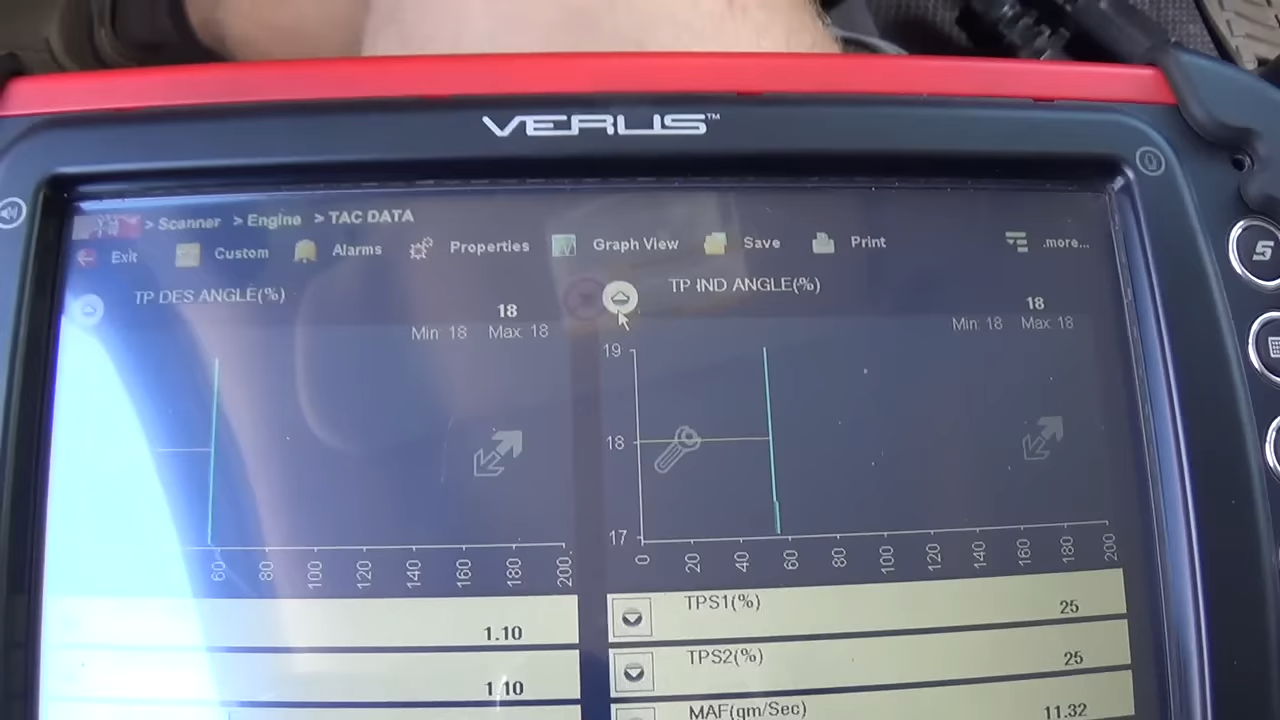 VERUS™
> Scanner > Engine > TAC DATA
Exit Custom Alarms Properties Graph View Save Print .more...
TP DES ANGLE(%)
18
Min: 18 Max: 18
60 80 100 120 140 160 180 200
TP IND ANGLE(%)
18
Min: 18 Max: 18
19
18
17
0 20 40 60 80 100 120 140 160 180 200
1.10
1.10
TPS1(%) 25
TPS2(%) 25
MAF(gm/Sec) 11.32